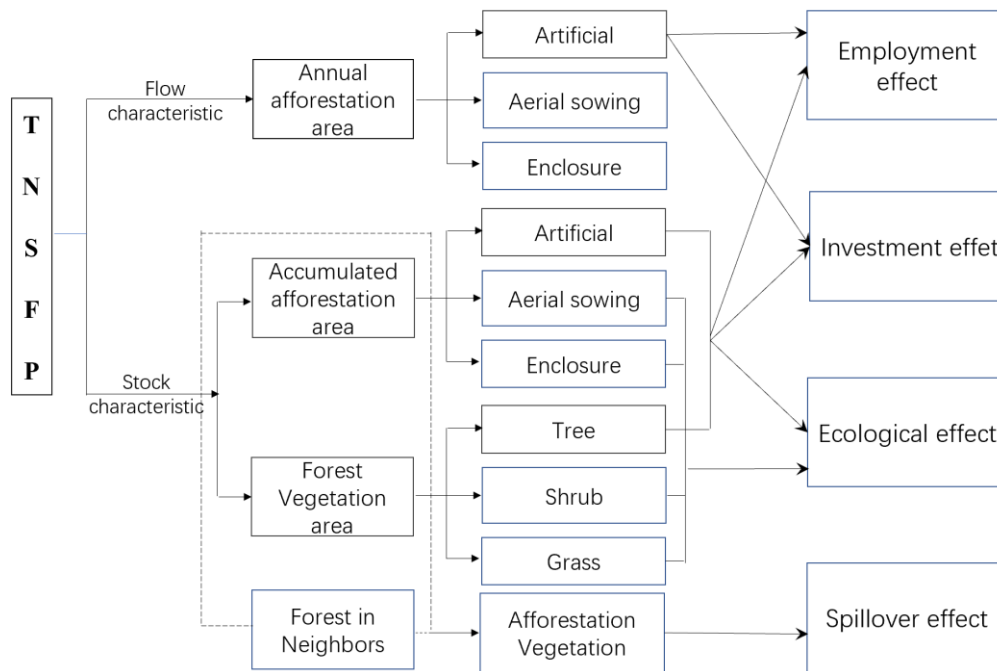 T
N
S
F
P
Flow
characteristic
Annual
afforestation
area
Artificial
Aerial sowing
Enclosure
Stock
characteristic
Accumulated
afforestation
area
Artificial
Aerial sowing
Enclosure
Forest
Vegetation
area
Tree
Shrub
Grass
Forest in
Neighbors
Afforestation
Vegetation
Employment
effect
Investment effet
Ecological effect
Spillover effect